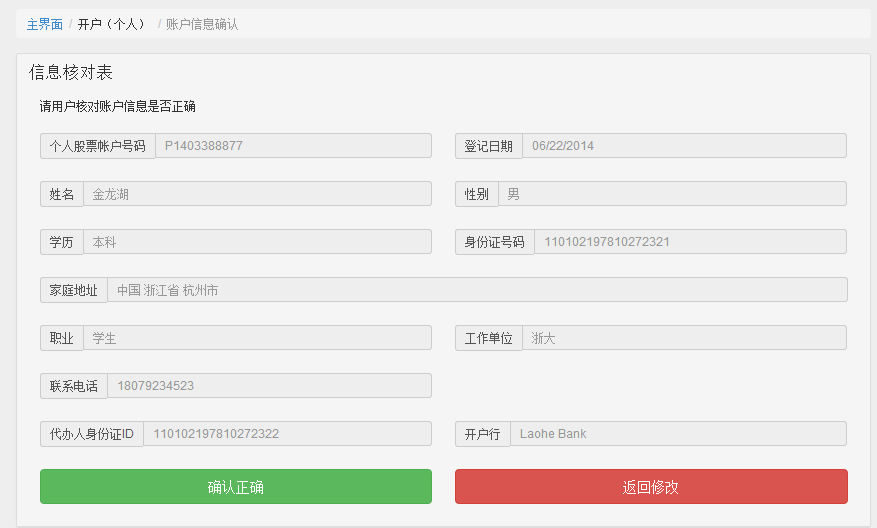 主界面 / 开户（个人） / 账户信息确认
信息核对表
请用户核对账户信息是否正确
个人股票帐户号码 P1403388877 登记日期 06/22/2014
姓名 金龙湖 性别 男
学历 本科 身份证号码 110102197810272321
家庭地址 中国 浙江省 杭州市
职业 学生 工作单位 浙大
联系电话 18079234523
代办人身份证ID 110102197810272322 开户行 Laohe Bank
确认正确 返回修改